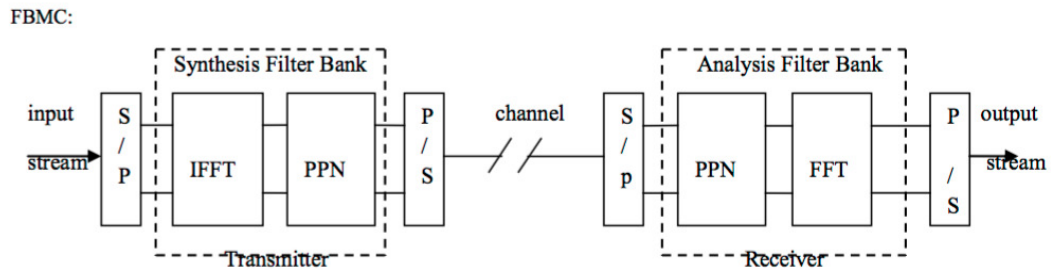 FBMC:
Synthesis Filter Bank
Analysis Filter Bank
input
stream
S
/
P
IFFT
PPN
P
/
S
channel
S
/
p
PPN
FFT
P
/
S
output
stream
Transmitter
Receiver